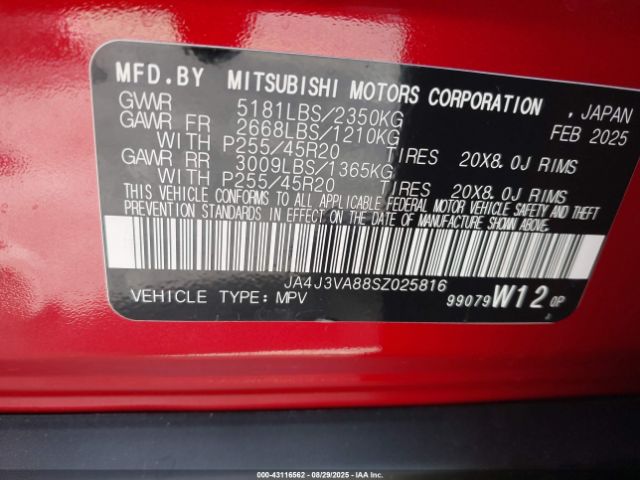 MFD.BY MITSUBISHI MOTORS CORPORATION, JAPAN
GVWR 5181LBS/2350KG FEB 2025
GAWR FR 2668LBS/1210KG
WITH P255/45R20 TIRES 20X8.0J RIMS
GAWR RR 3009LBS/1365KG
WITH P255/45R20 TIRES 20X8.0J RIMS
THIS VEHICLE CONFORMS TO ALL APPLICABLE FEDERAL MOTOR VEHICLE SAFETY AND THEFT
PREVENTION STANDARDS IN EFFECT ON THE DATE OF MANUFACTURE SHOWN ABOVE.
JA4J3VA88SZ025816
VEHICLE TYPE: MPV 99079 W12 0P
000-43116562 - 08/29/2025 - IAAI.COM